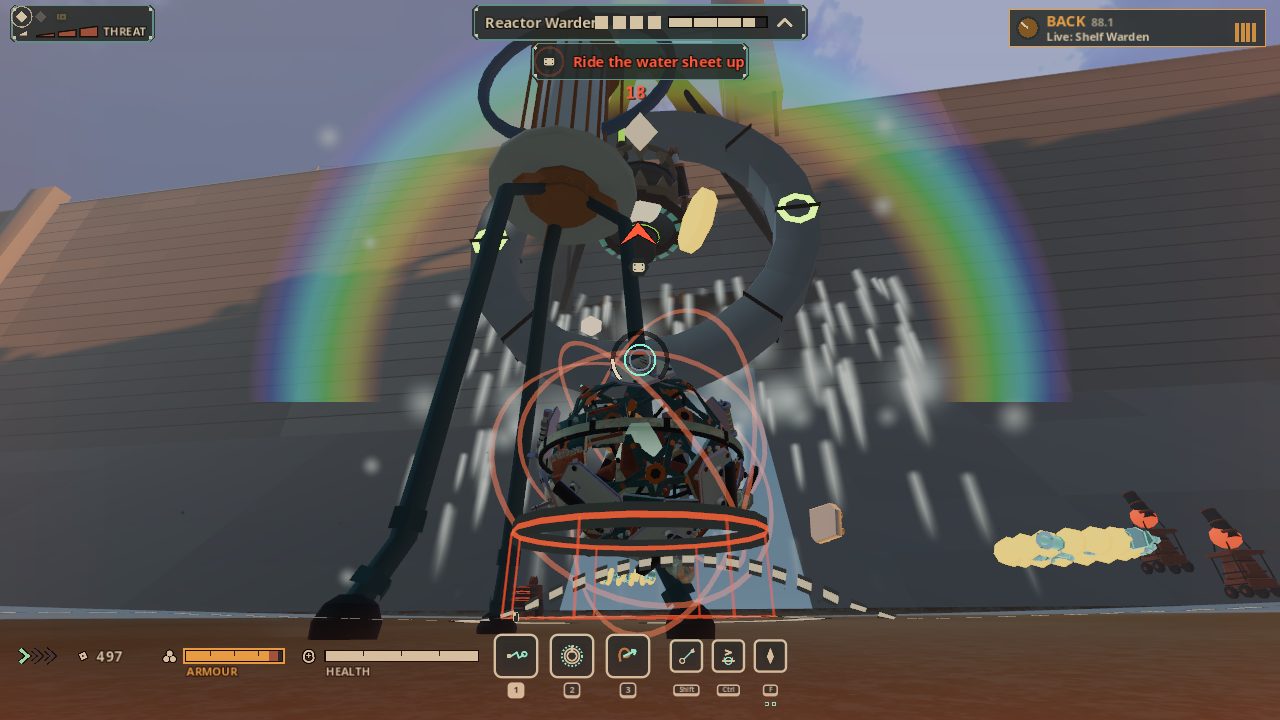 THREAT
Reactor Warden
BACK 88.1
Live: Shelf Warden
Ride the water sheet up
18
497
ARMOUR
HEALTH
1
2
3
Shift
Ctrl
F